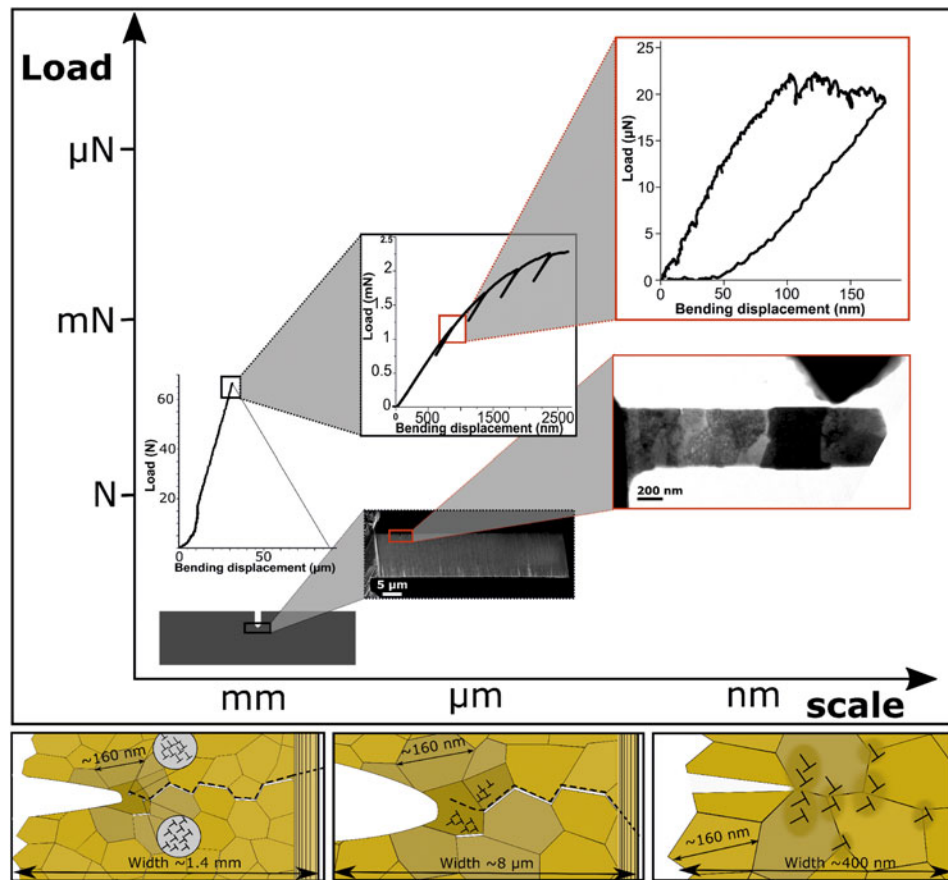 Load
µN
mN
N
25
20
15
10
5
0
Load (µN)
0
50
100
150
Bending displacement (nm)
2.5
2
1.5
1
0.5
0
Load (mN)
0
500
1500
2500
Bending displacement (nm)
60
40
20
Load (N)
0
50
Bending displacement (µm)
200 nm
5 µm
mm
µm
nm
scale
~160 nm
Width ~1.4 mm
~160 nm
Width ~8 µm
~160 nm
Width ~400 nm